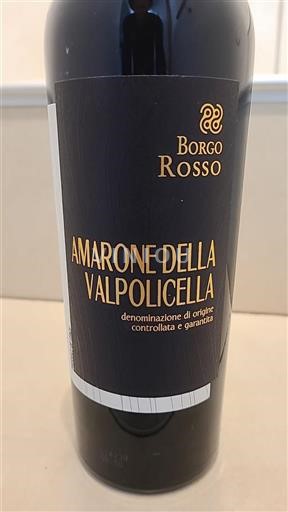 BORGO
ROSSO
AMARONE DELLA
VALPOLICELLA
denominazione di origine
controllata e garantita